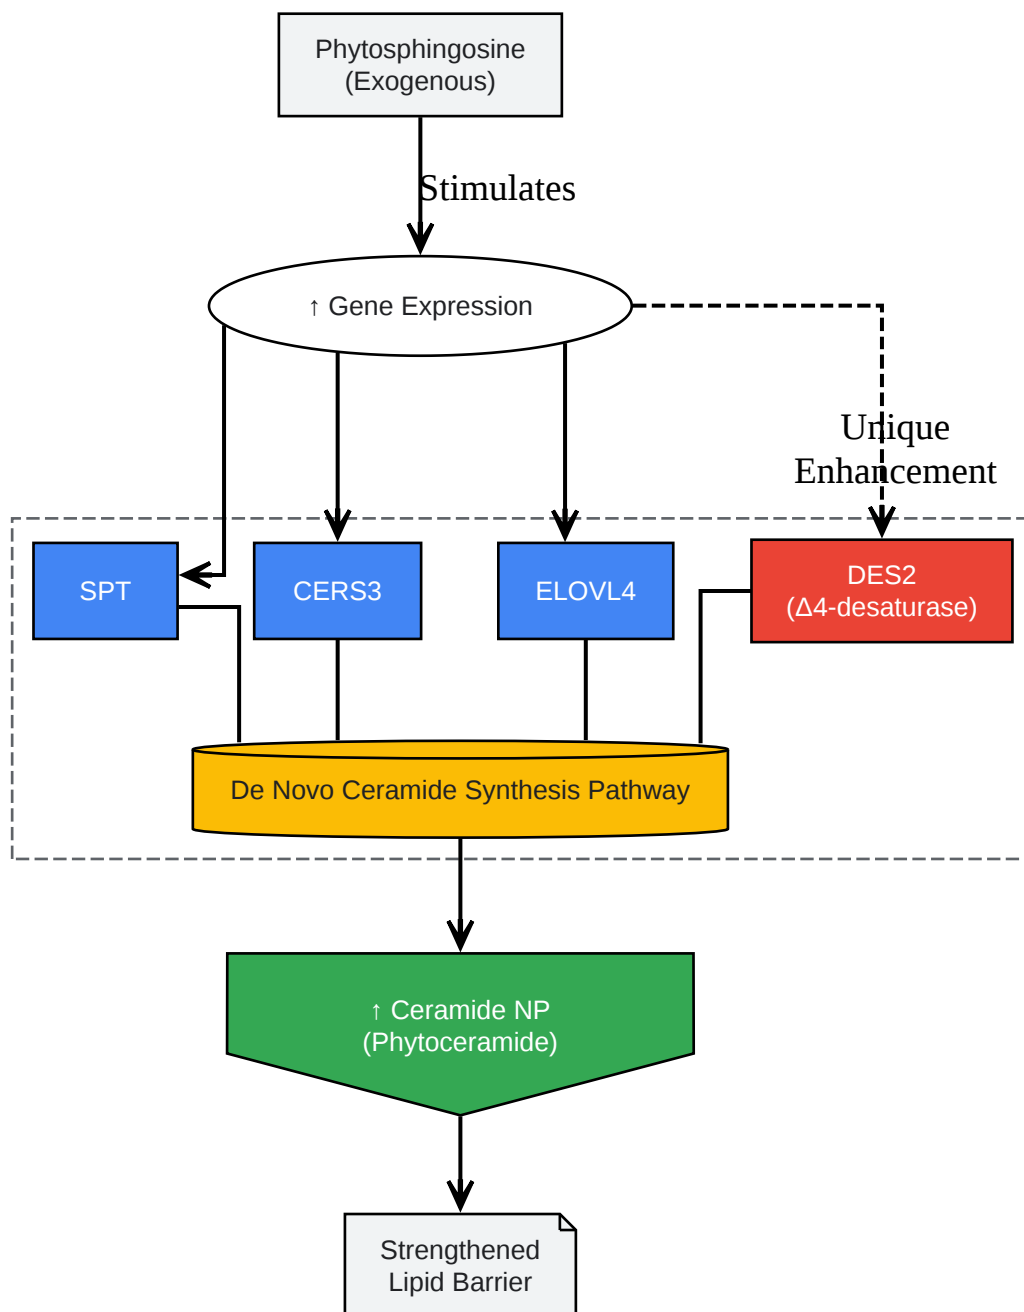 Phytosphingosine
(Exogenous)
Stimulates
↑ Gene Expression
Unique
Enhancement
SPT
CERS3
ELOVL4
DES2
(Δ4-desaturase)
De Novo Ceramide Synthesis Pathway
↑ Ceramide NP
(Phytoceramide)
Strengthened
Lipid Barrier